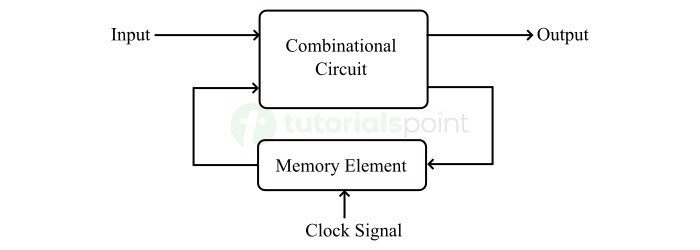 Input
Combinational
Circuit
Output
tutorialspoint
Memory Element
Clock Signal